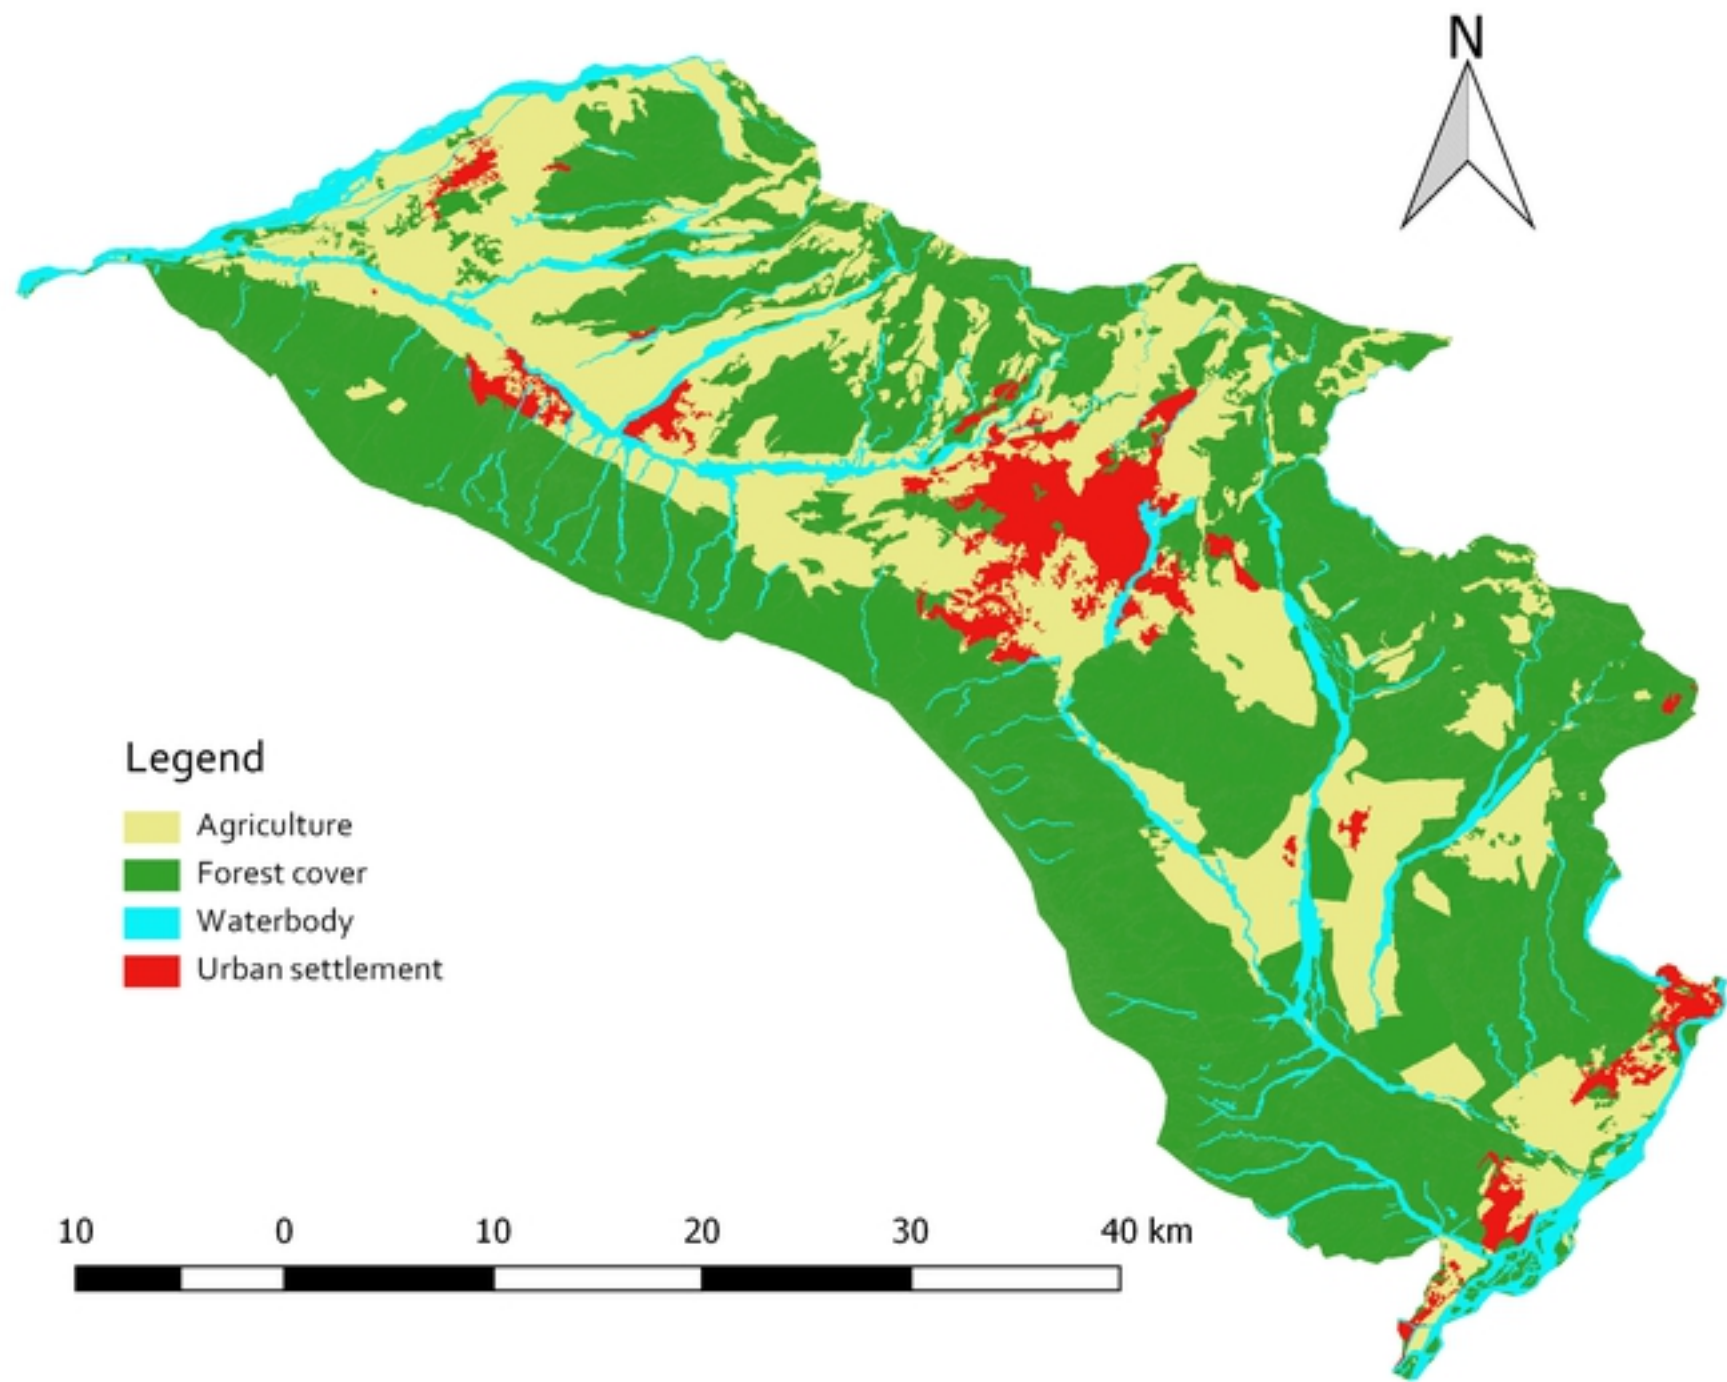 N
Legend
Agriculture
Forest cover
Waterbody
Urban settlement
10 0 10 20 30 40 km